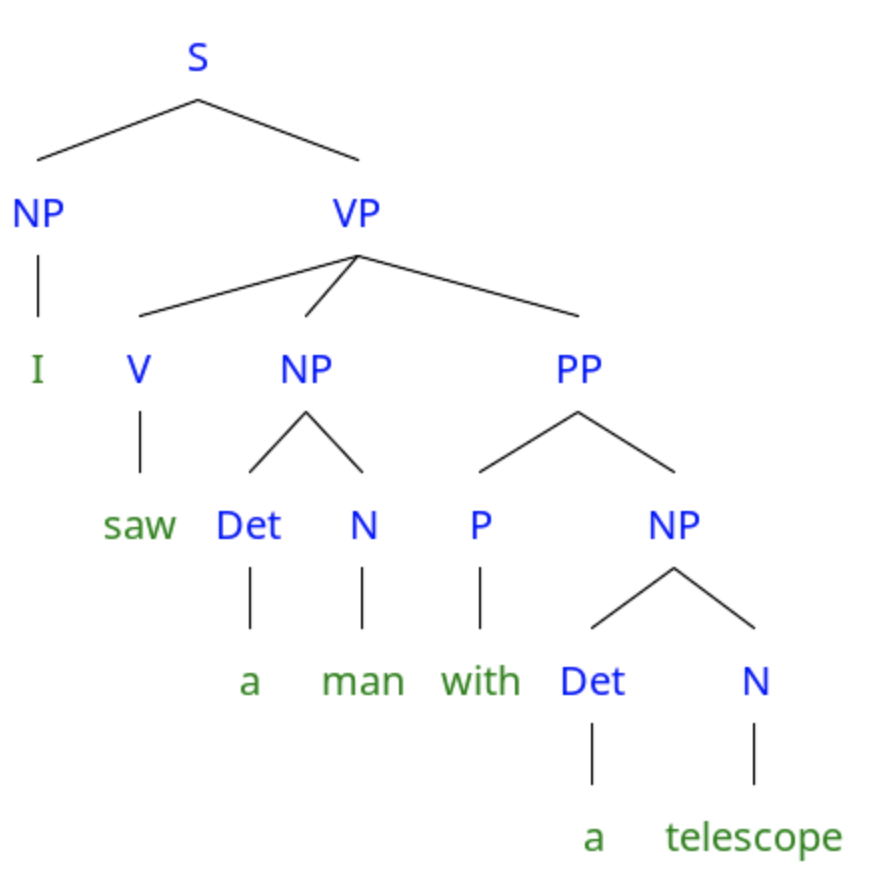 S
NP VP
I V NP PP
saw Det N P NP
a man with Det N
a telescope